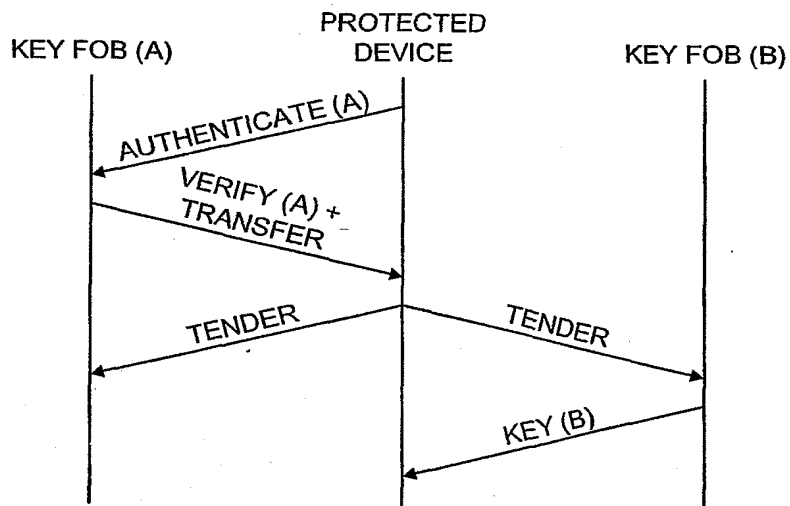 KEY FOB (A)
PROTECTED
DEVICE
KEY FOB (B)
AUTHENTICATE (A)
VERIFY (A) +
TRANSFER
TENDER
TENDER
KEY (B)